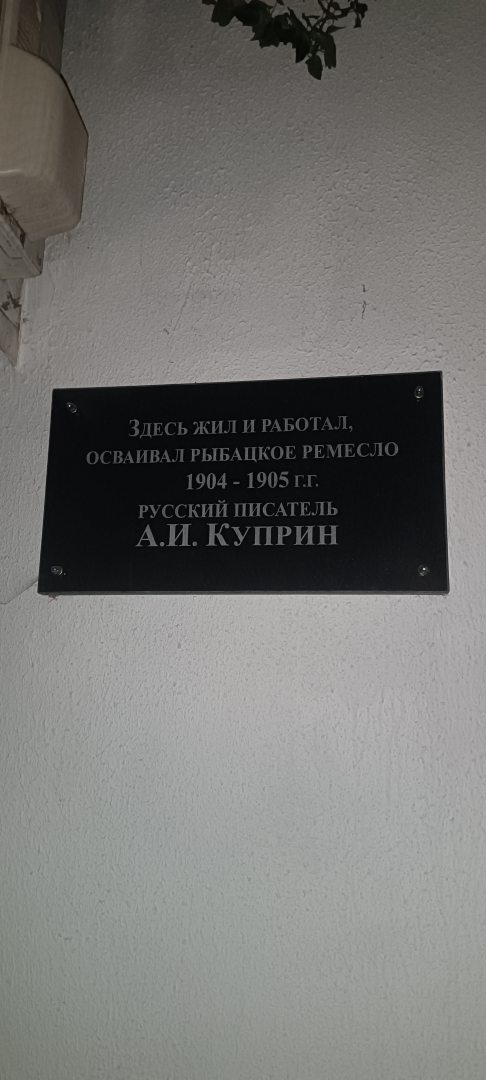 Здесь жил и работал,
осваивал рыбацкое ремесло
1904 - 1905 г.г.
русский писатель
А.И. Куприн